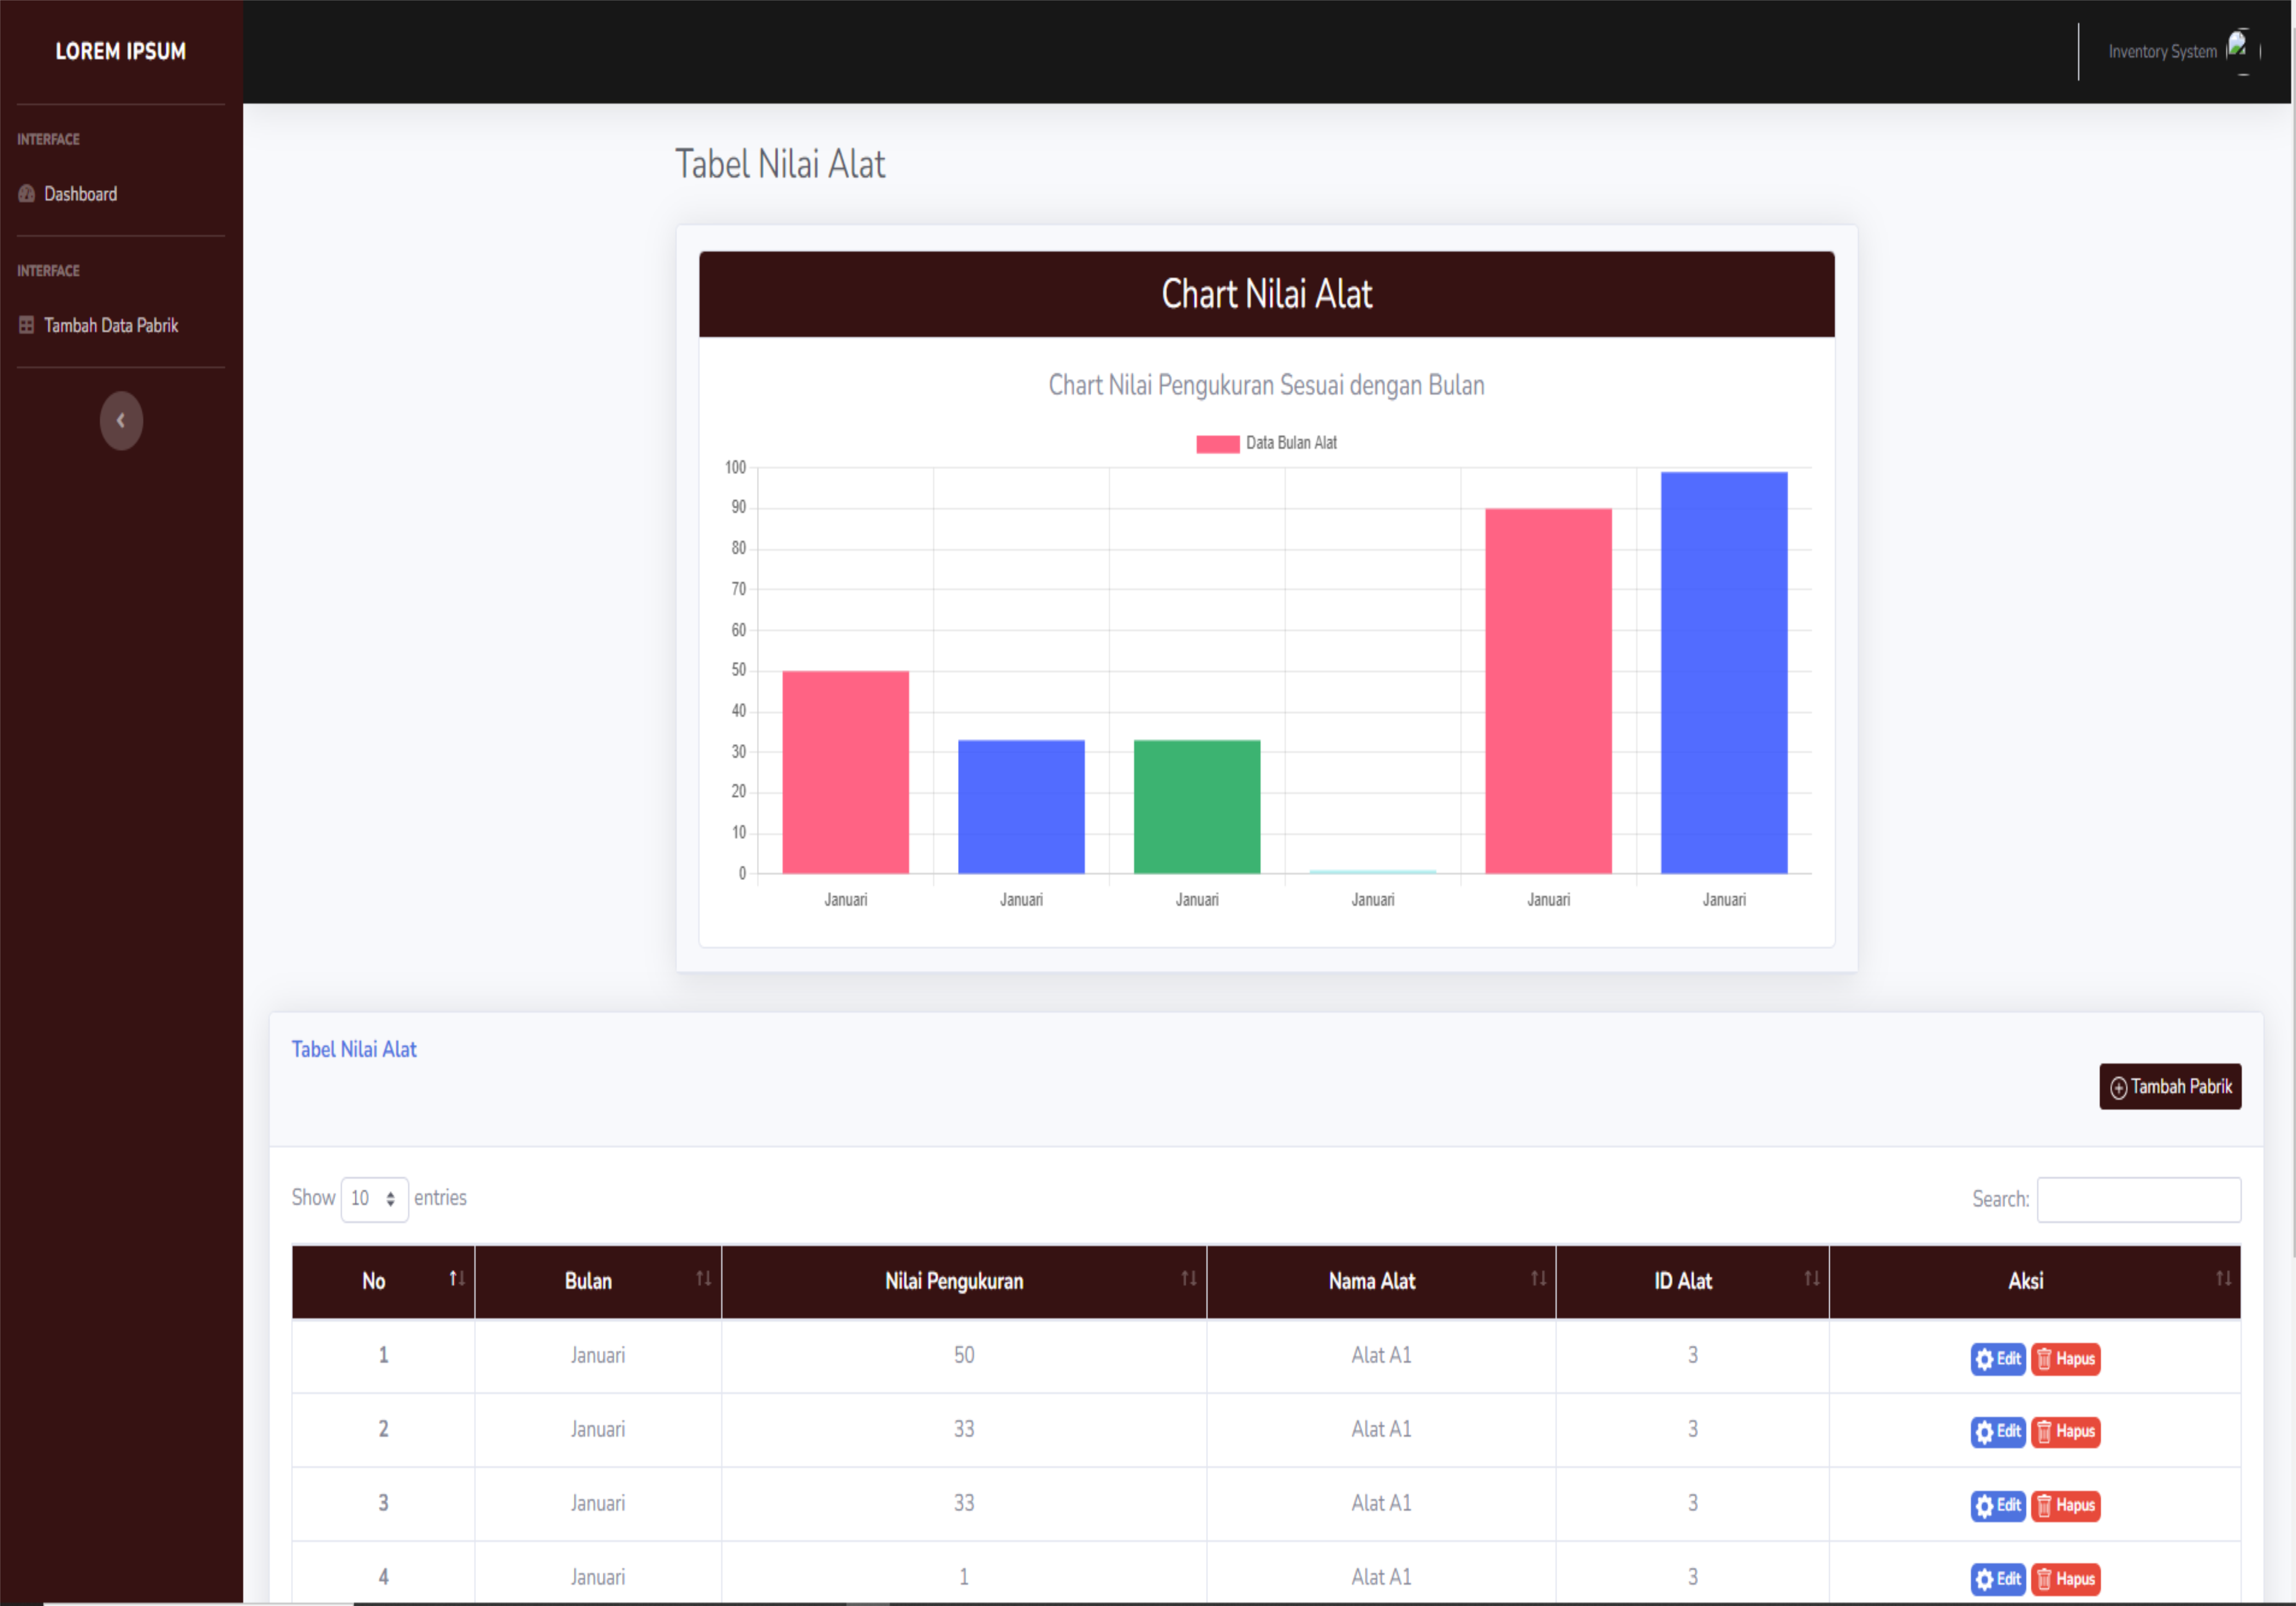 LOREM IPSUM
Inventory System
INTERFACE
Dashboard
INTERFACE
Tambah Data Pabrik
Tabel Nilai Alat
Chart Nilai Alat
Chart Nilai Pengukuran Sesuai dengan Bulan
Data Bulan Alat
100
90
80
70
60
50
40
30
20
10
0
Januari Januari Januari Januari Januari Januari
Tabel Nilai Alat
Tambah Pabrik
Show 10 entries Search:
No Bulan Nilai Pengukuran Nama Alat ID Alat Aksi
1 Januari 50 Alat A1 3 Edit Hapus
2 Januari 33 Alat A1 3 Edit Hapus
3 Januari 33 Alat A1 3 Edit Hapus
4 Januari 1 Alat A1 3 Edit Hapus